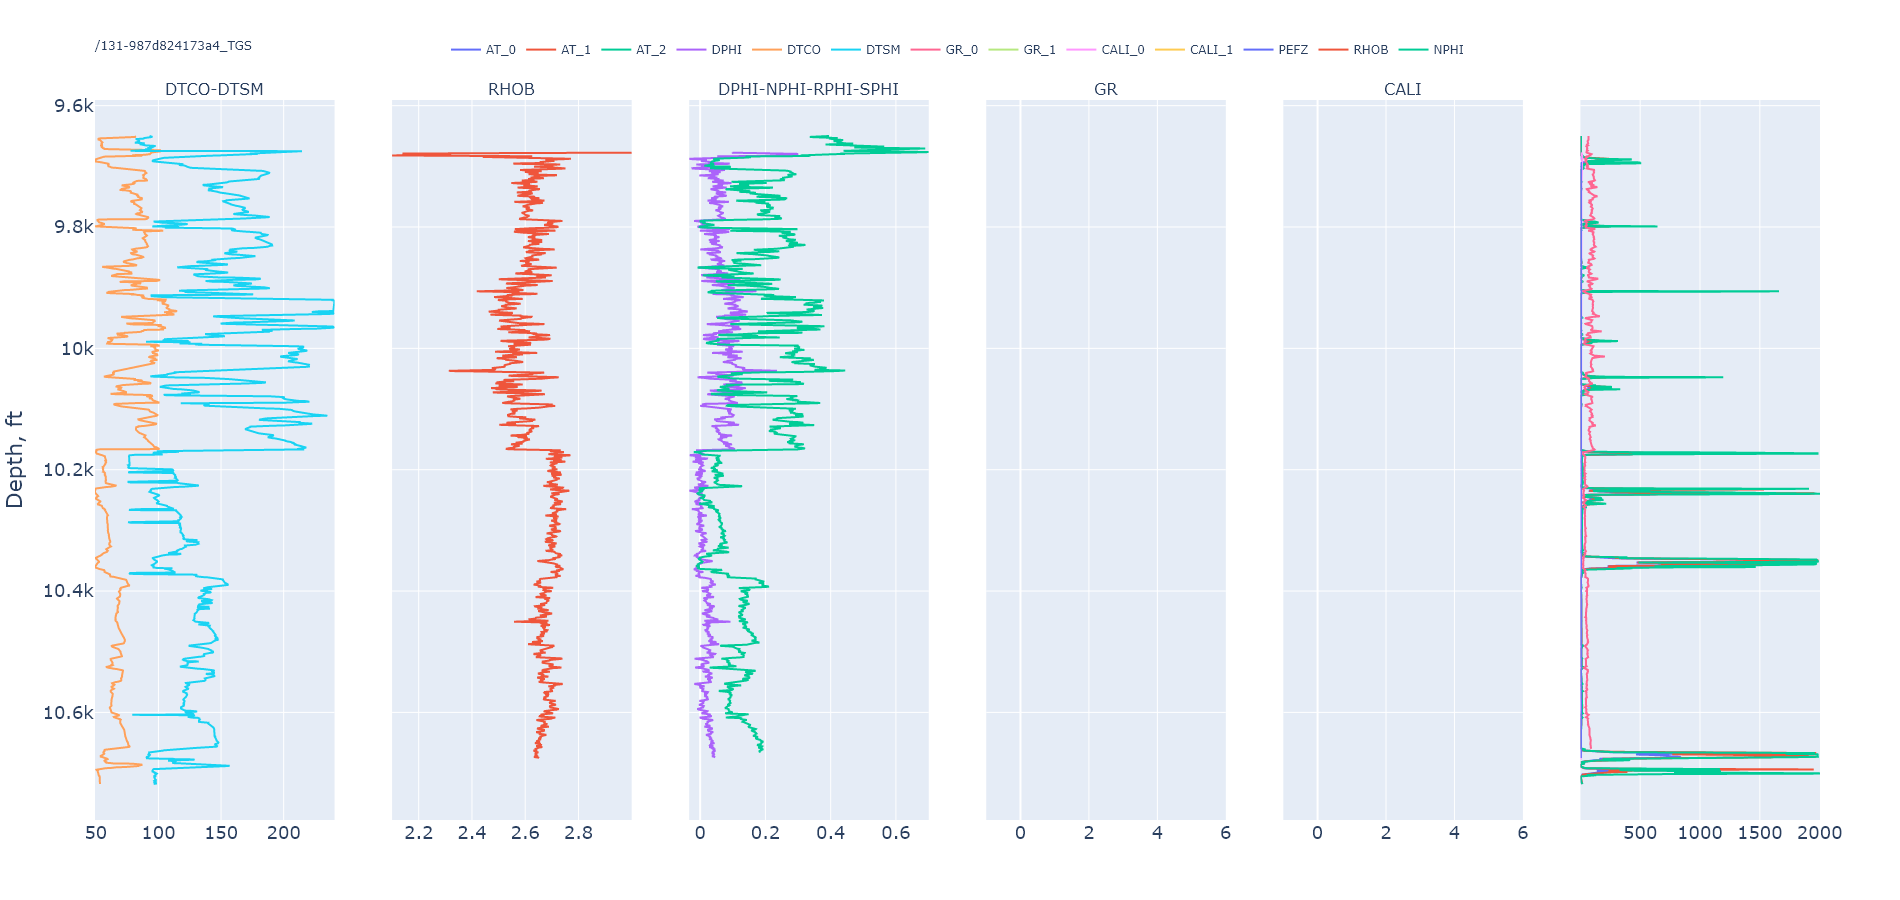 /131-987d824173a4_TGS
AT_0 AT_1 AT_2 DPHI DTCO DTSM GR_0 GR_1 CALI_0 CALI_1 PEFZ RHOB NPHI
DTCO-DTSM RHOB DPHI-NPHI-RPHI-SPHI GR CALI
Depth, ft
9.6k
9.8k
10k
10.2k
10.4k
10.6k
50 100 150 200 2.2 2.4 2.6 2.8 0 0.2 0.4 0.6 0 2 4 6 0 2 4 6 500 1000 1500 2000